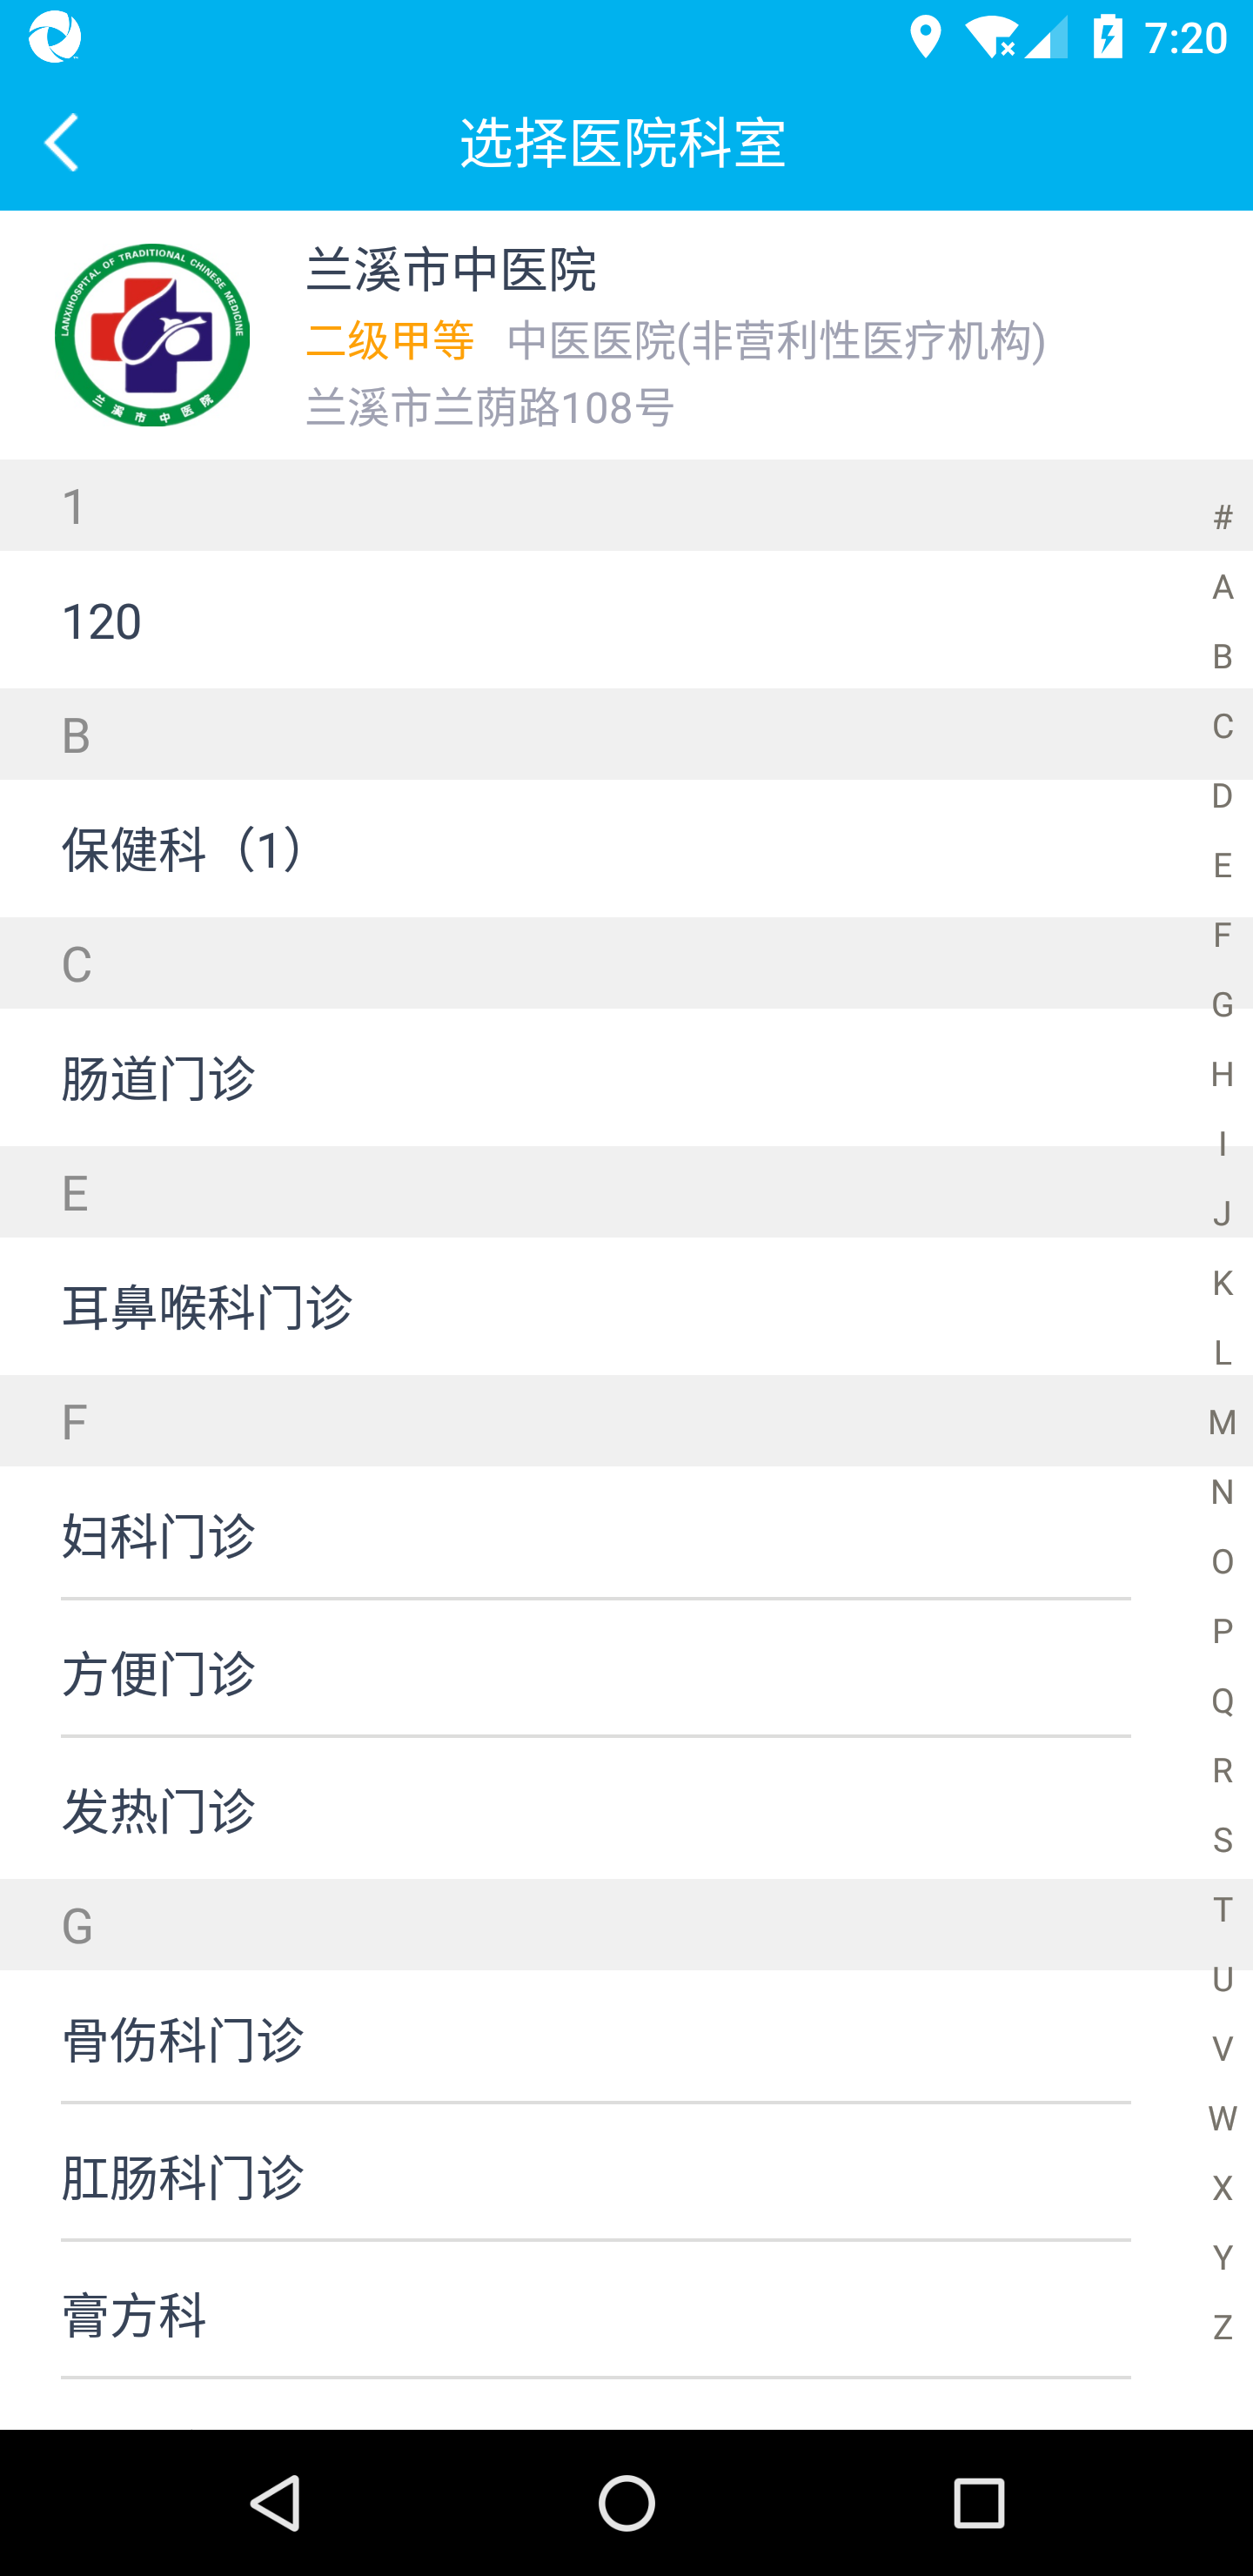 7:20
选择医院科室
LANXIHOSPITAL OF TRADITIONAL CHINESE MEDICINE
兰溪市中医院
兰溪市中医院
二级甲等 中医医院(非营利性医疗机构)
兰溪市兰荫路108号
1
#
A
120
B
B
C
D
保健科（1）
E
C
F
G
肠道门诊
H
I
E
J
耳鼻喉科门诊
K
L
F
M
妇科门诊
N
O
方便门诊
P
Q
发热门诊
R
S
G
T
U
骨伤科门诊
V
W
肛肠科门诊
X
Y
膏方科
Z